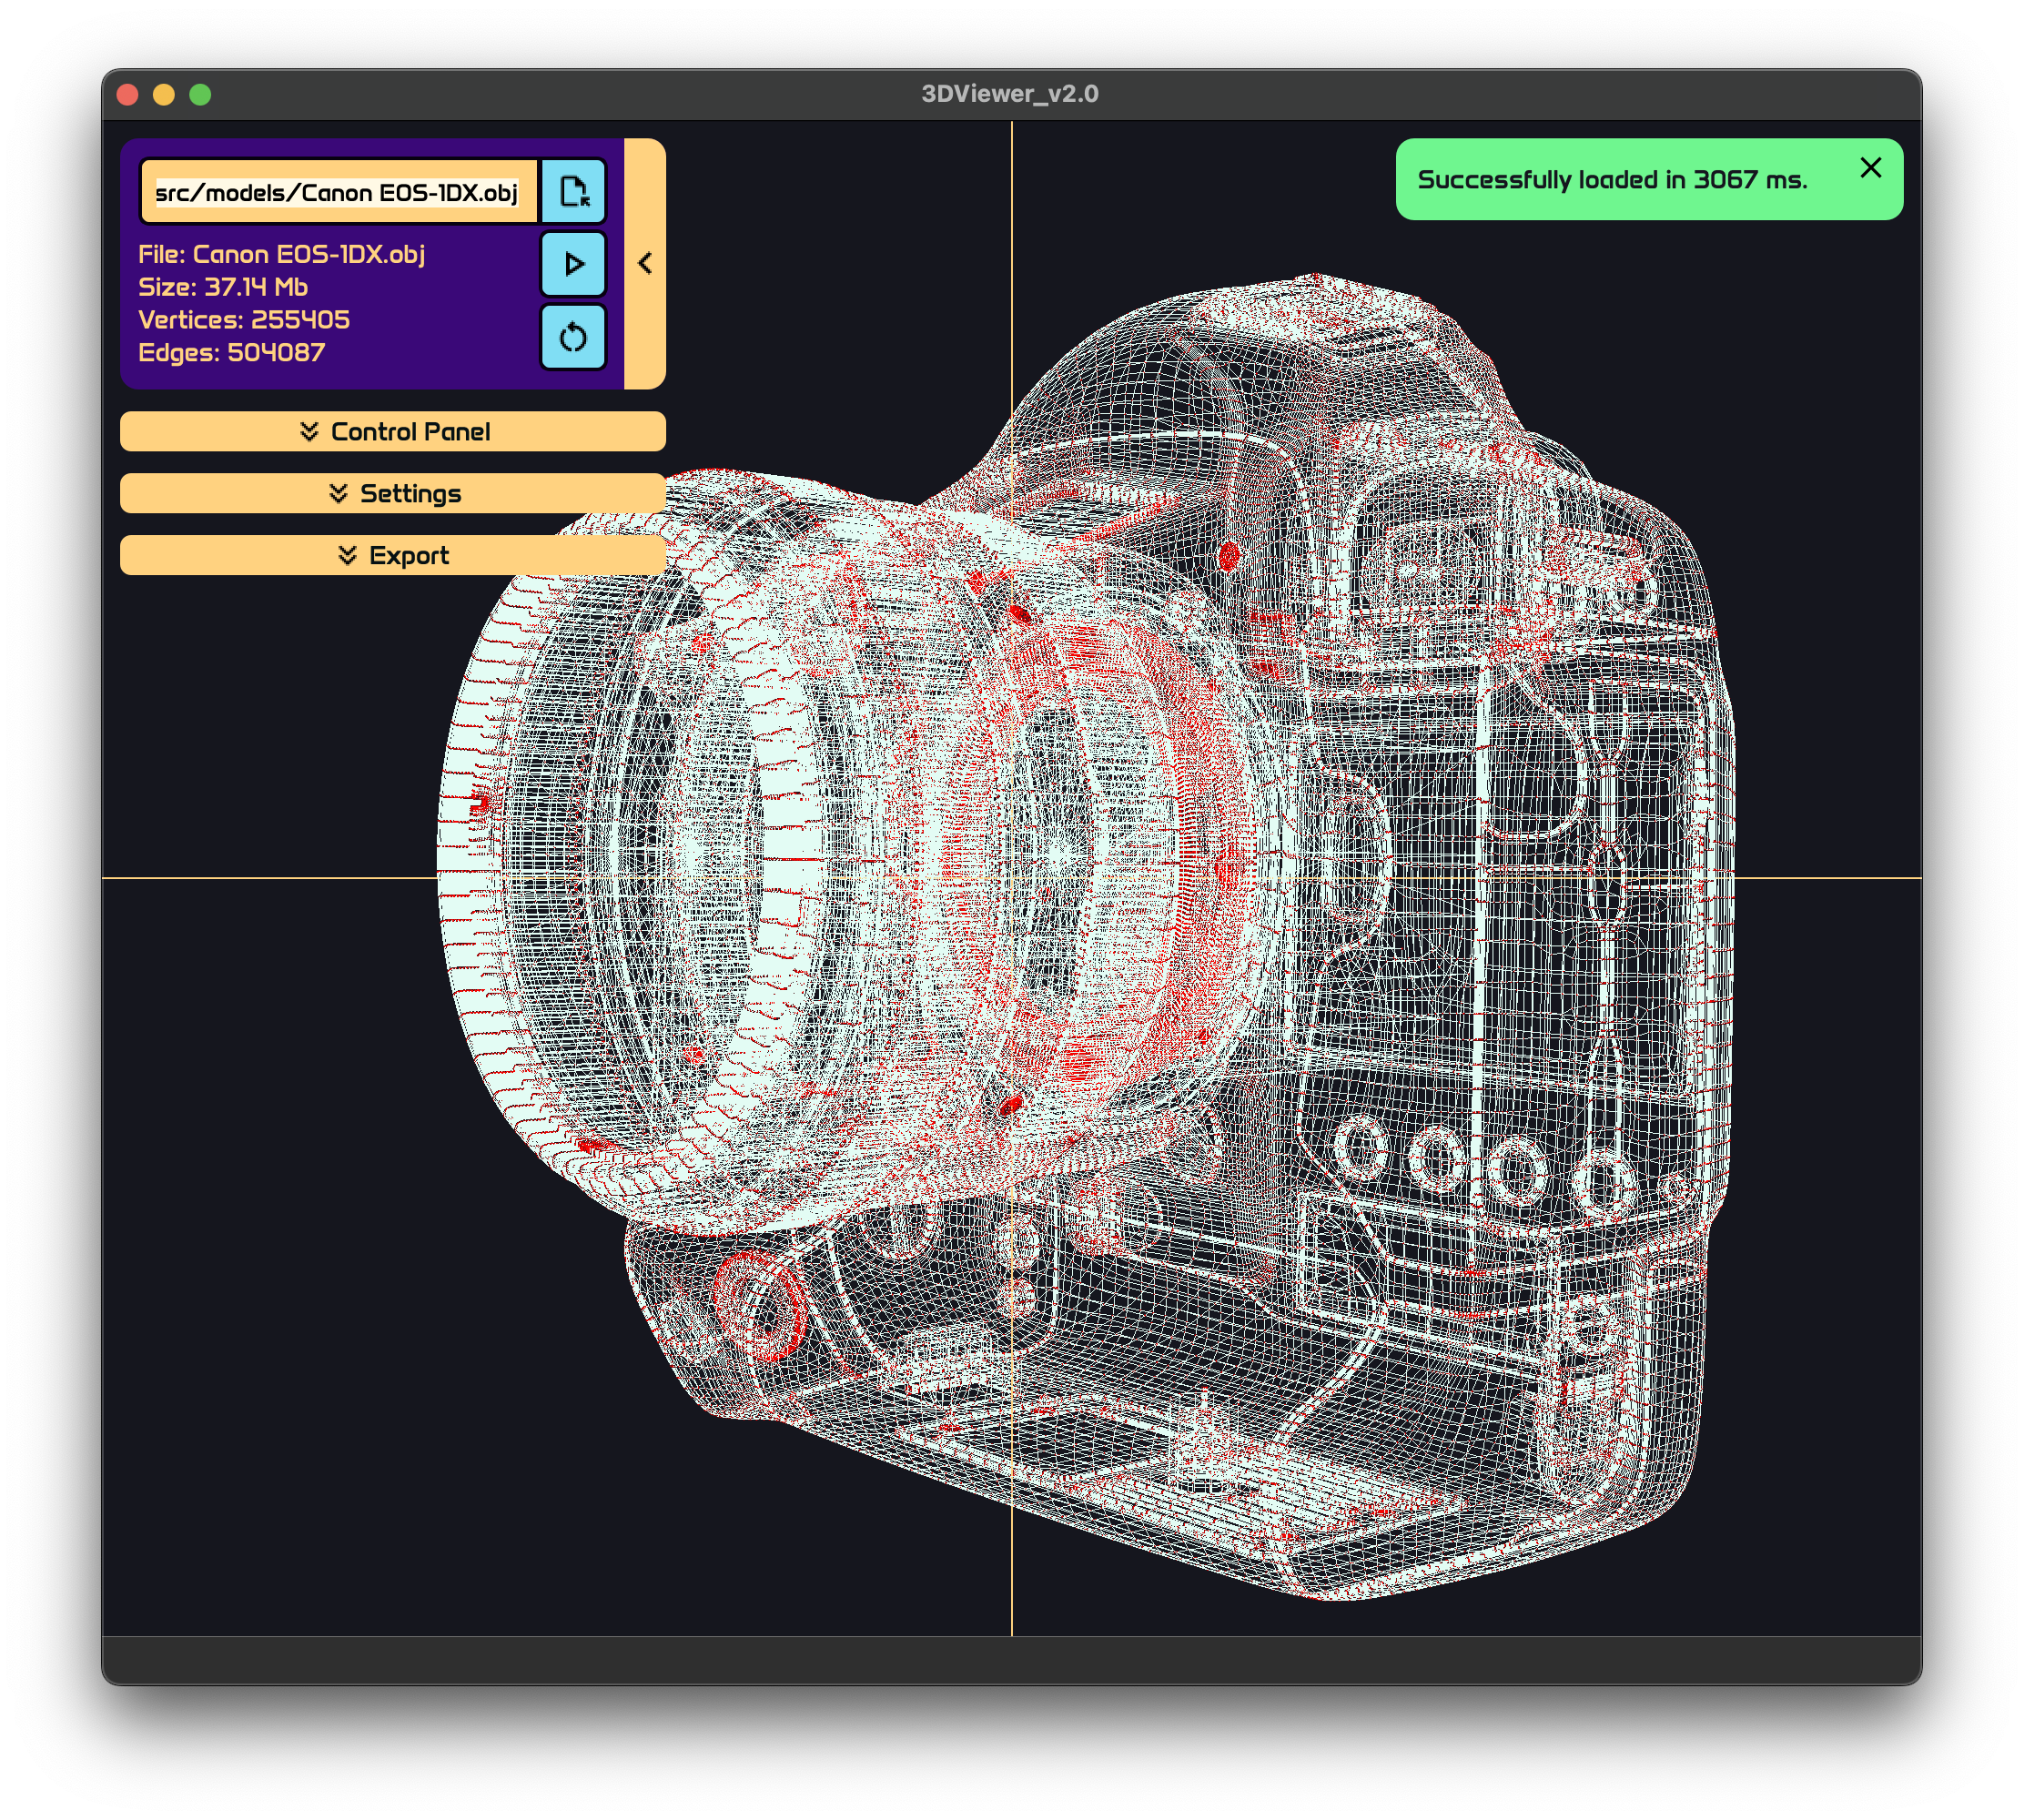 3DViewer_v2.0
src/models/Canon EOS-1DX.obj
File: Canon EOS-1DX.obj
Size: 37.14 Mb
Vertices: 255405
Edges: 504087
Control Panel
Settings
Export
Successfully loaded in 3067 ms.